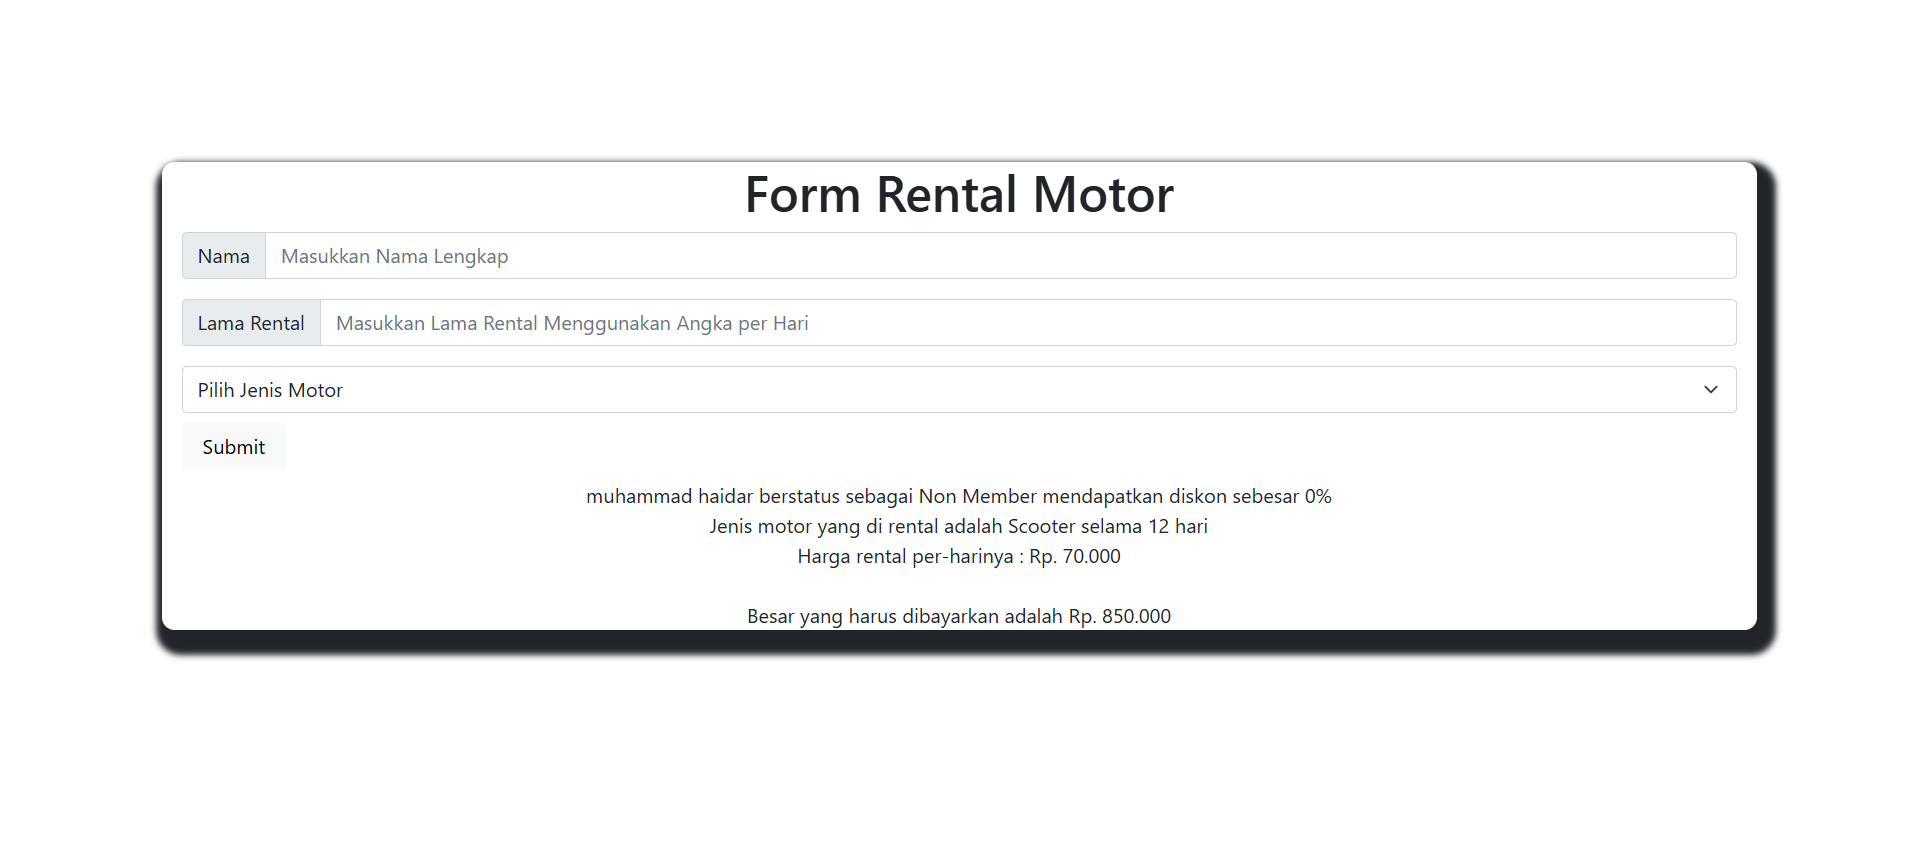 Form Rental Motor
Nama Masukkan Nama Lengkap
Lama Rental Masukkan Lama Rental Menggunakan Angka per Hari
Pilih Jenis Motor
Submit
muhammad haidar berstatus sebagai Non Member mendapatkan diskon sebesar 0%
Jenis motor yang di rental adalah Scooter selama 12 hari
Harga rental per-harinya : Rp. 70.000
Besar yang harus dibayarkan adalah Rp. 850.000